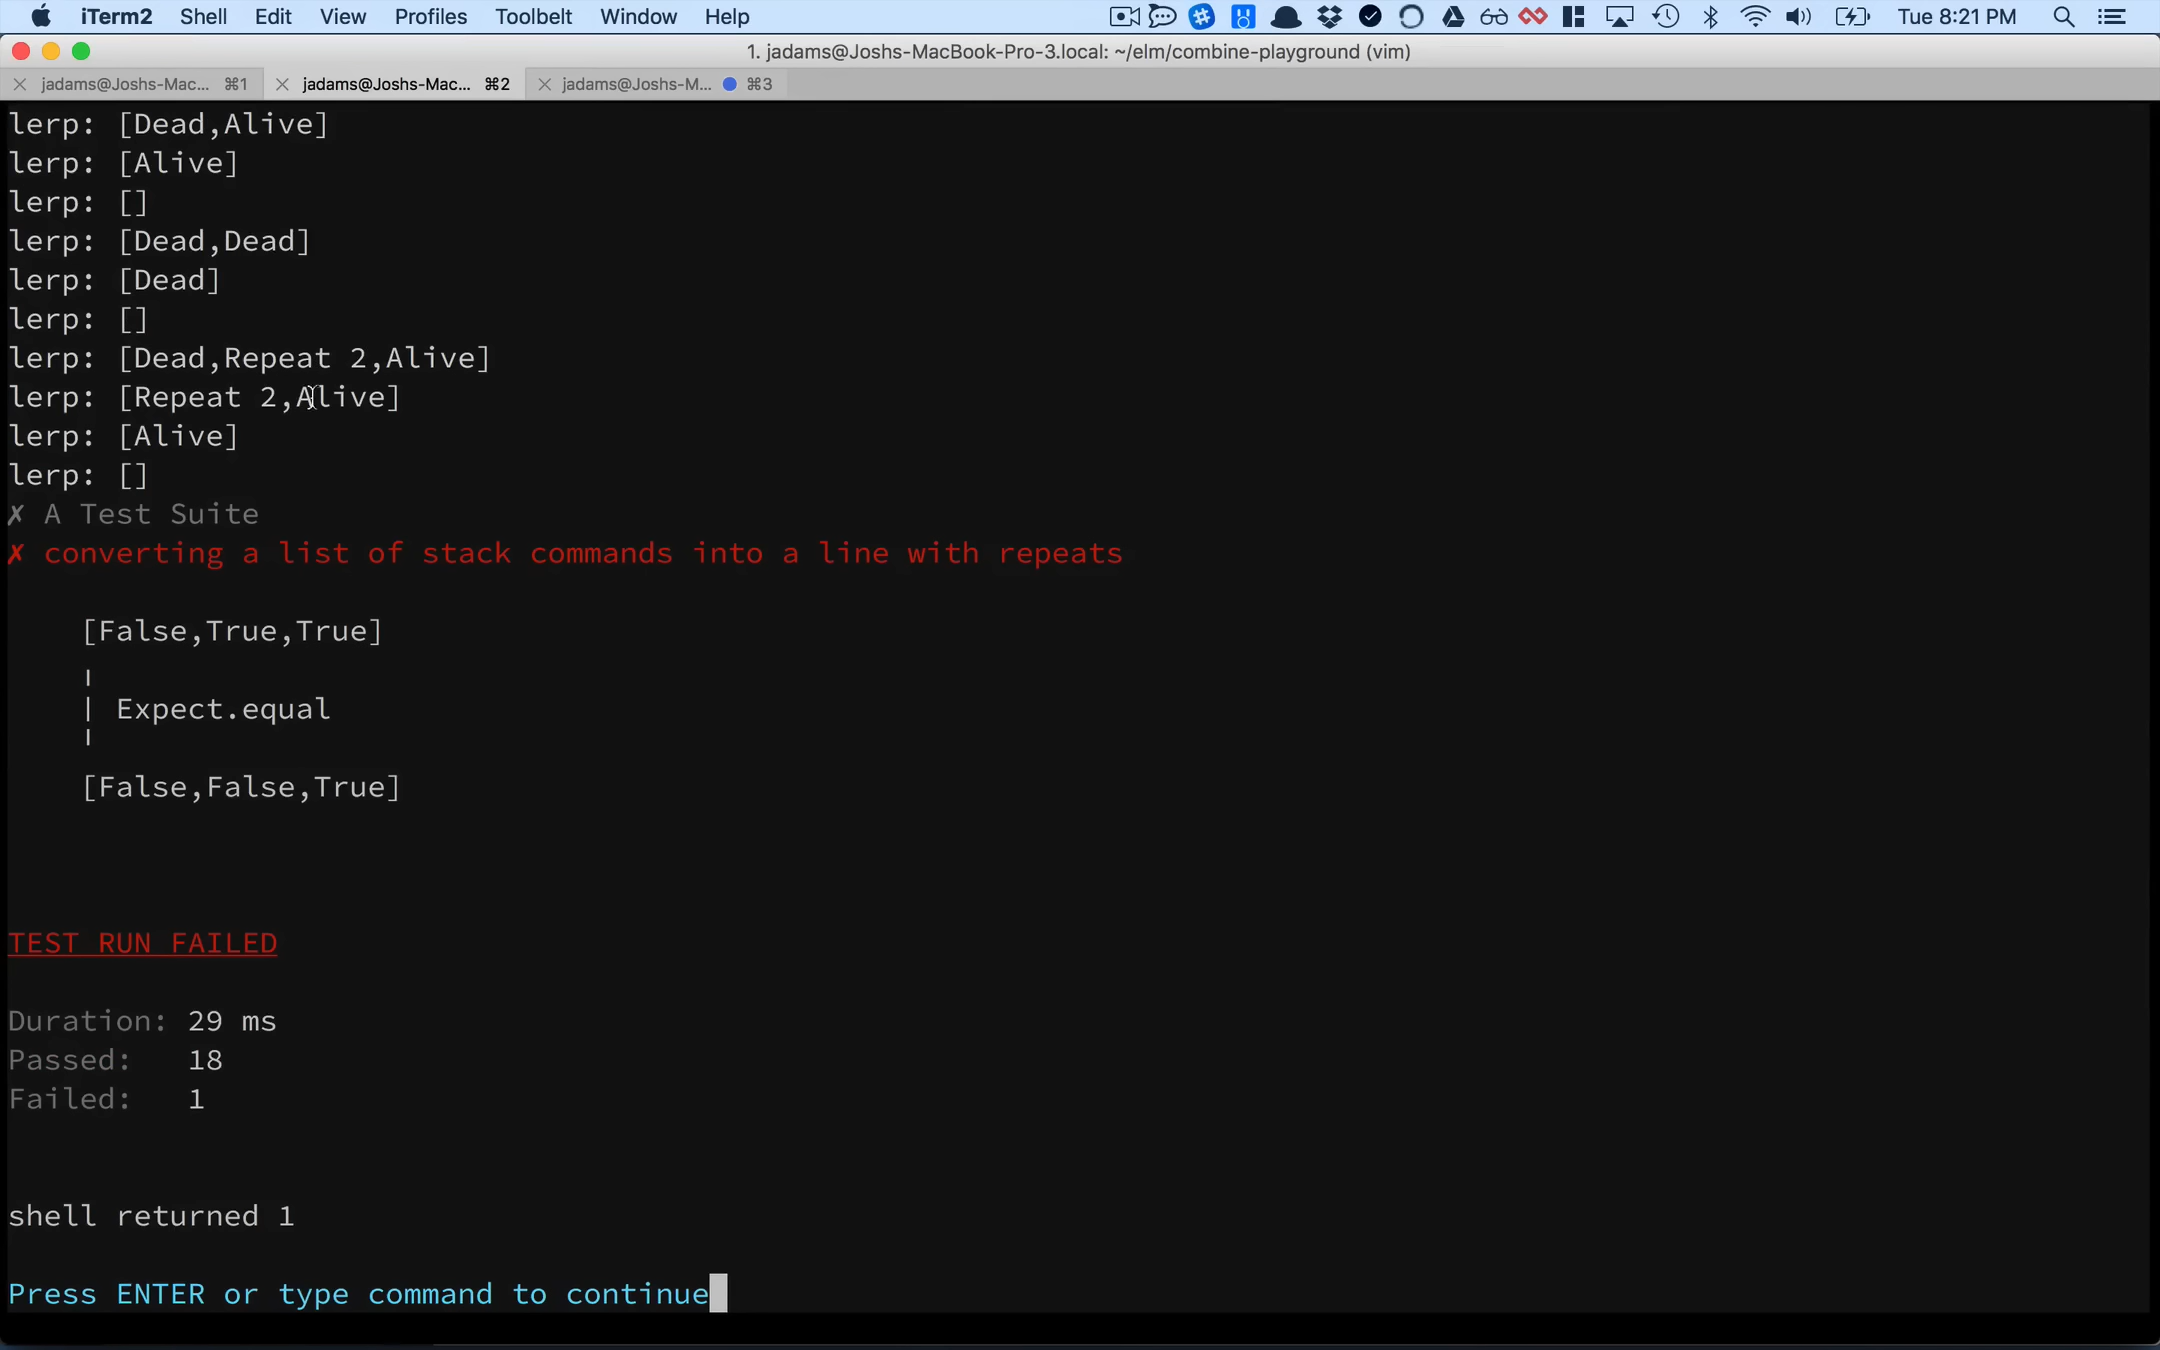 iTerm2 Shell Edit View Profiles Toolbelt Window Help Tue 8:21 PM
1. jadams@Joshs-MacBook-Pro-3.local: ~/elm/combine-playground (vim)
jadams@Joshs-Mac... ⌘1 jadams@Joshs-Mac... ⌘2 jadams@Joshs-M... ⌘3
lerp: [Dead,Alive]
lerp: [Alive]
lerp: []
lerp: [Dead,Dead]
lerp: [Dead]
lerp: []
lerp: [Dead,Repeat 2,Alive]
lerp: [Repeat 2,Alive]
lerp: [Alive]
lerp: []
✗ A Test Suite
✗ converting a list of stack commands into a line with repeats
[False,True,True]
╷
│ Expect.equal
╵
[False,False,True]
TEST RUN FAILED
Duration: 29 ms
Passed: 18
Failed: 1
shell returned 1
Press ENTER or type command to continue